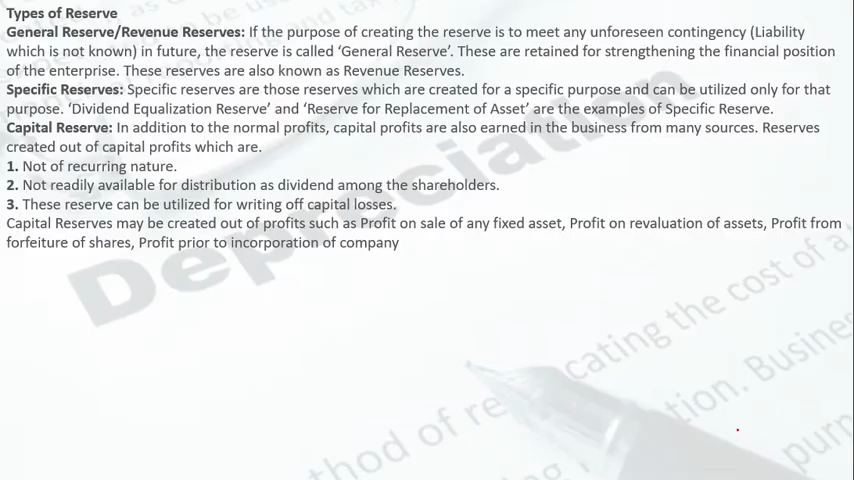 Types of Reserve
General Reserve/Revenue Reserves: If the purpose of creating the reserve is to meet any unforeseen contingency (Liability
which is not known) in future, the reserve is called ‘General Reserve’. These are retained for strengthening the financial position
of the enterprise. These reserves are also known as Revenue Reserves.
Specific Reserves: Specific reserves are those reserves which are created for a specific purpose and can be utilized only for that
purpose. ‘Dividend Equalization Reserve’ and ‘Reserve for Replacement of Asset’ are the examples of Specific Reserve.
Capital Reserve: In addition to the normal profits, capital profits are also earned in the business from many sources. Reserves
created out of capital profits which are.
1. Not of recurring nature.
2. Not readily available for distribution as dividend among the shareholders.
3. These reserve can be utilized for writing off capital losses.
Capital Reserves may be created out of profits such as Profit on sale of any fixed asset, Profit on revaluation of assets, Profit from
forfeiture of shares, Profit prior to incorporation of company
Depreciation
cating the cost of a
thod of re
tion. Busines
purp